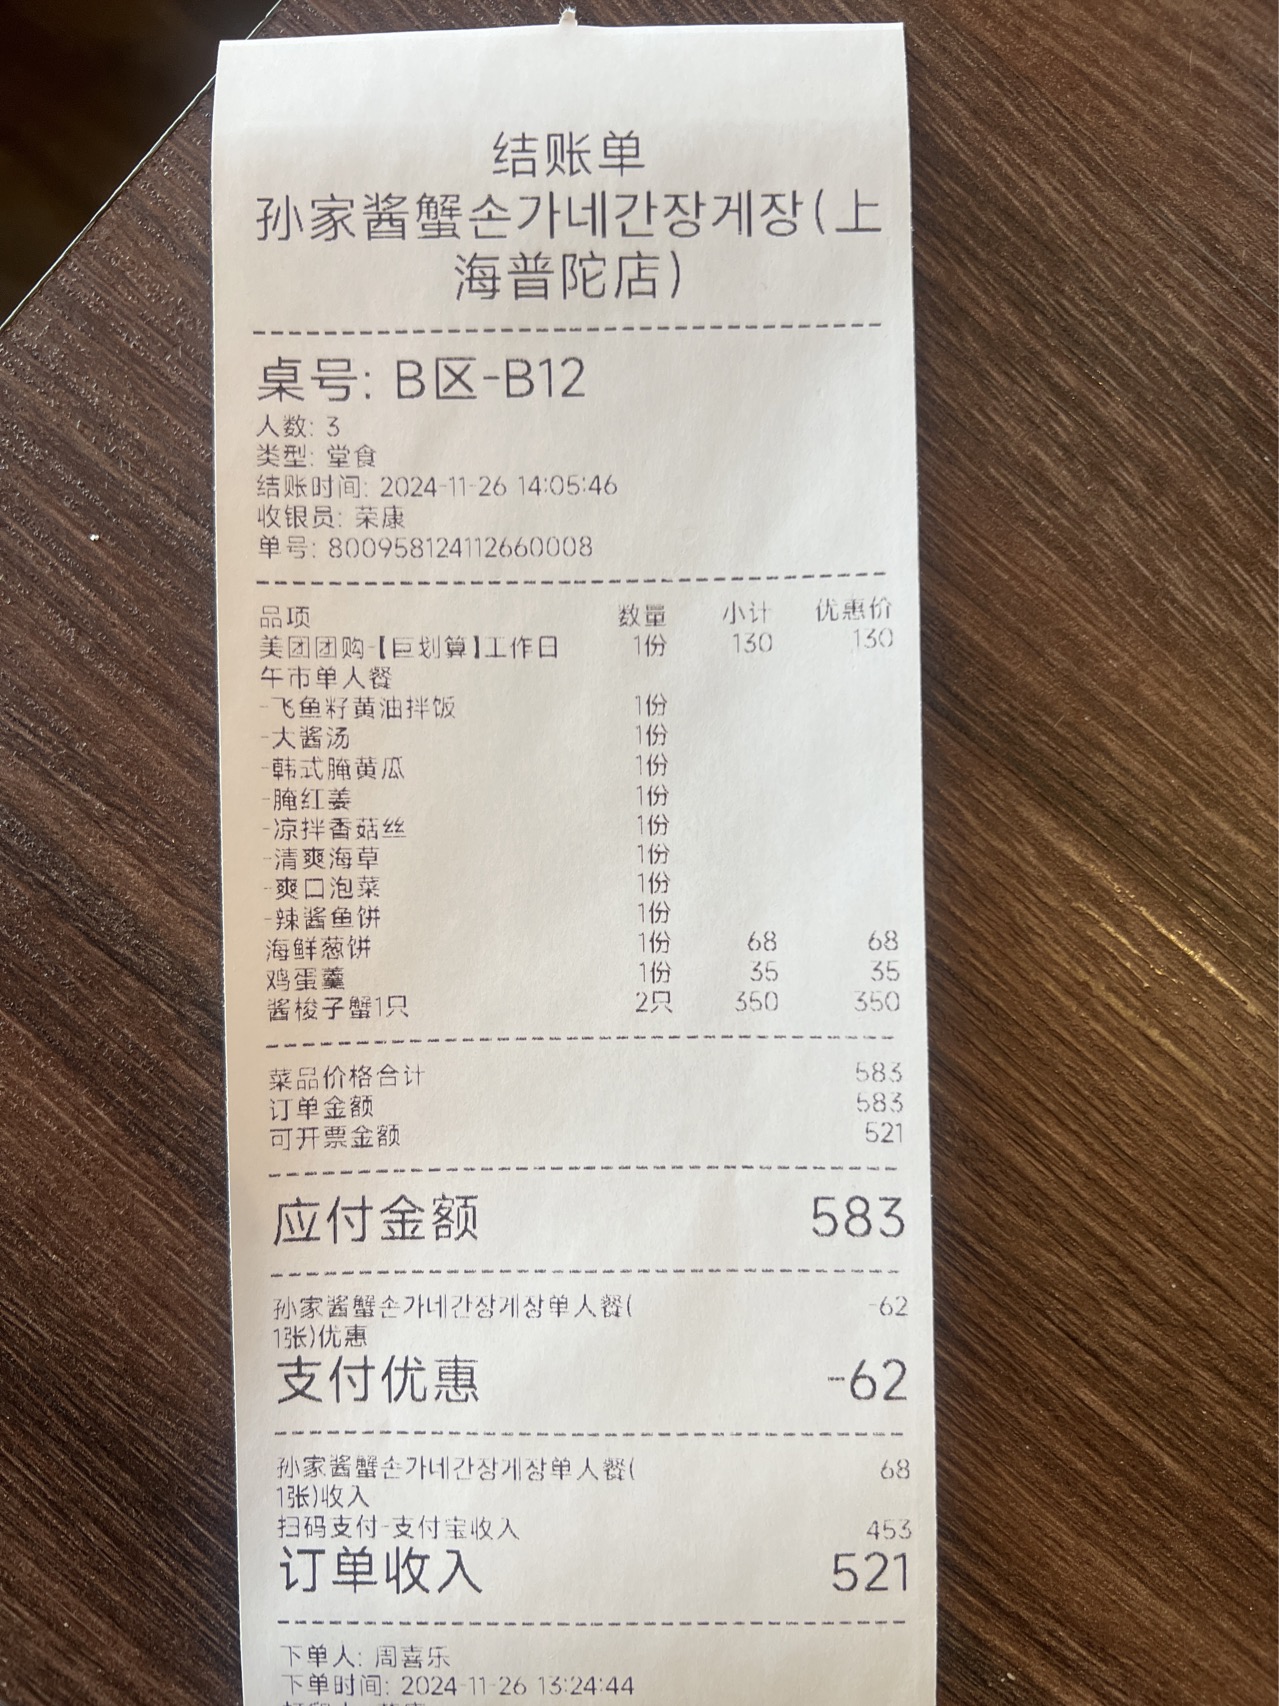 结账单
孙家酱蟹손가네간장게장(上
海普陀店)
桌号: B区-B12
人数: 3
类型: 堂食
结账时间: 2024-11-26 14:05:46
收银员: 荣康
单号: 800958124112660008
品项 数量 小计 优惠价
美团团购-【巨划算】工作日 1份 130 130
午市单人餐
-飞鱼籽黄油拌饭 1份
-大酱汤 1份
-韩式腌黄瓜 1份
-腌红姜 1份
-凉拌香菇丝 1份
-清爽海草 1份
-爽口泡菜 1份
-辣酱鱼饼 1份
海鲜葱饼 1份 68 68
鸡蛋羹 1份 35 35
酱梭子蟹1只 2只 350 350
菜品价格合计 583
订单金额 583
可开票金额 521
应付金额 583
孙家酱蟹손가네간장게장单人餐( -62
1张)优惠
支付优惠 -62
孙家酱蟹손가네간장게장单人餐( 68
1张)收入
扫码支付-支付宝收入 453
订单收入 521
下单人: 周喜乐
下单时间: 2024-11-26 13:24:44